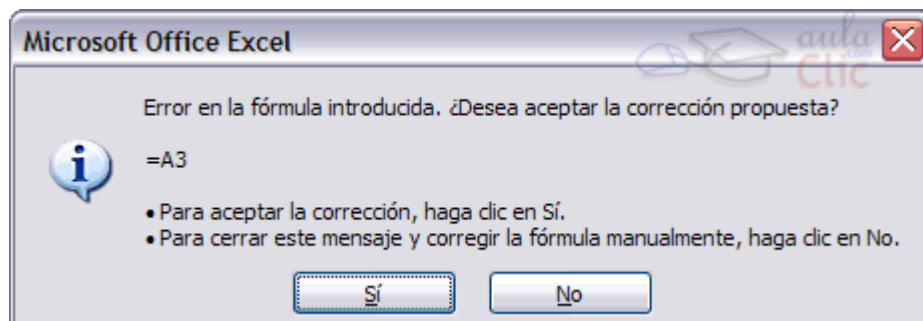 Microsoft Office Excel
aula
.com
Clic
Error en la fórmula introducida. ¿Desea aceptar la corrección propuesta?
=A3
• Para aceptar la corrección, haga clic en Sí.
• Para cerrar este mensaje y corregir la fórmula manualmente, haga clic en No.
Sí
No